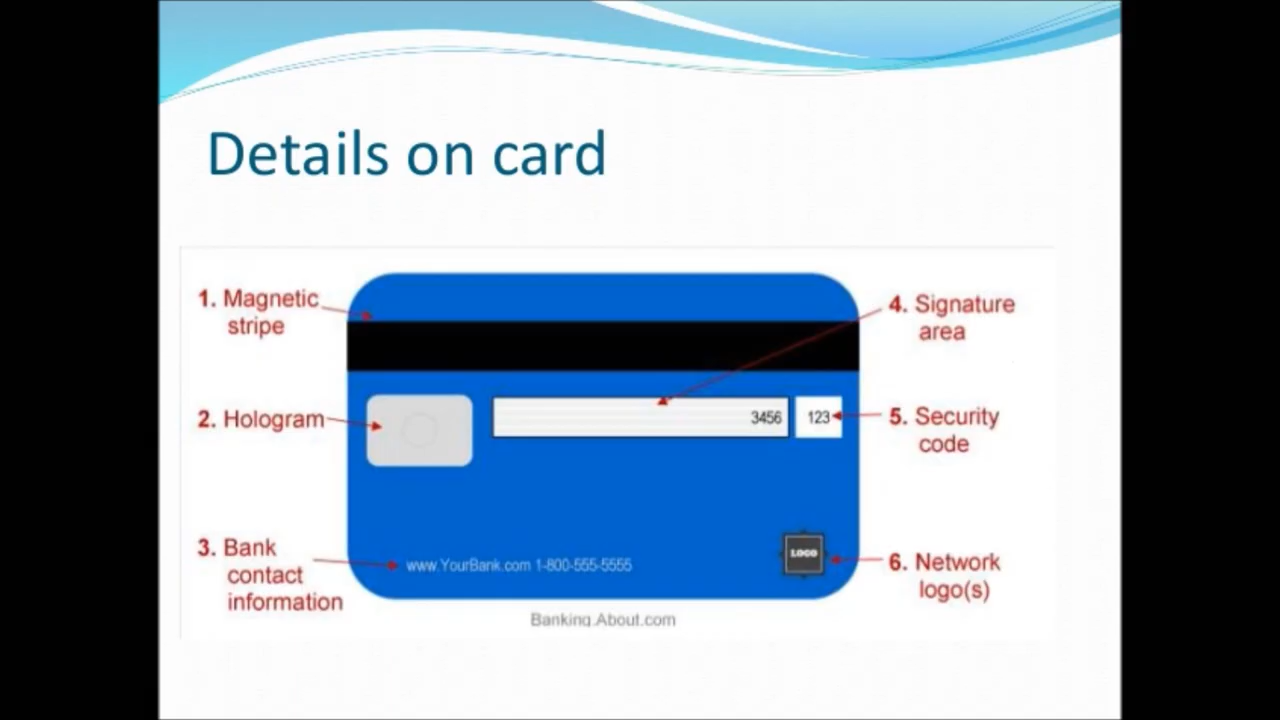 Details on card
1. Magnetic
stripe
2. Hologram
3. Bank
contact
information
4. Signature
area
5. Security
code
6. Network
logo(s)
3456
123
www.YourBank.com 1-800-555-5555
LOGO
Banking.About.com